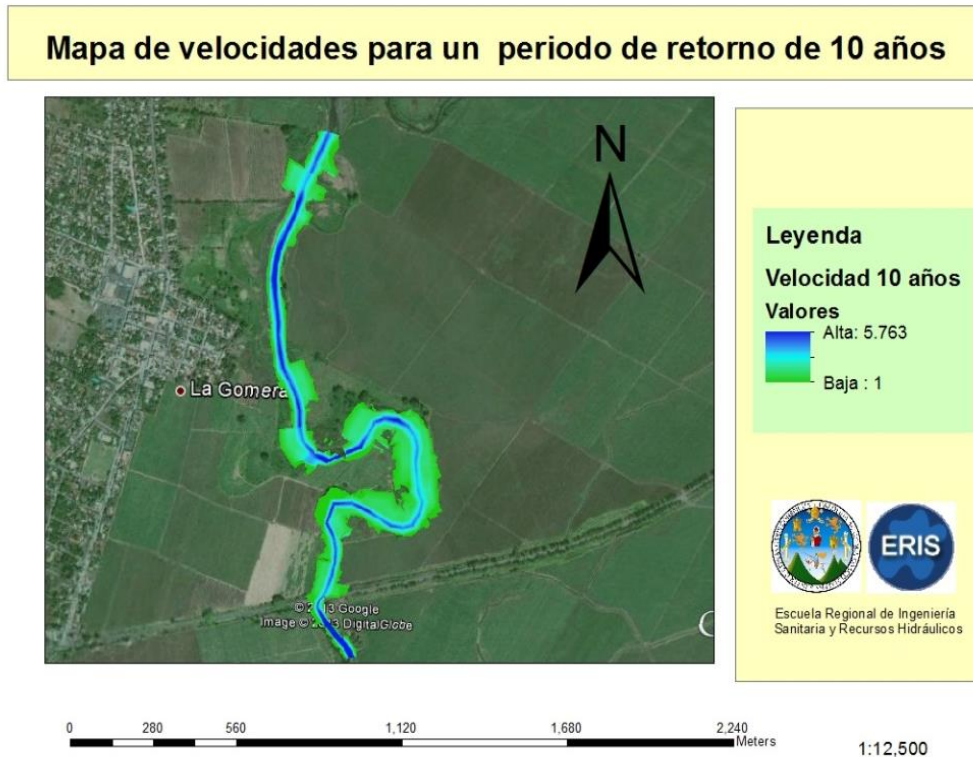 Mapa de velocidades para un periodo de retorno de 10 años
N
La Gomera
© 2013 Google
Image © 2013 DigitalGlobe
Leyenda
Velocidad 10 años
Valores
Alta: 5.763
Baja : 1
ERIS
Escuela Regional de Ingeniería
Sanitaria y Recursos Hidráulicos
0 280 560 1,120 1,680 2,240
Meters
1:12,500